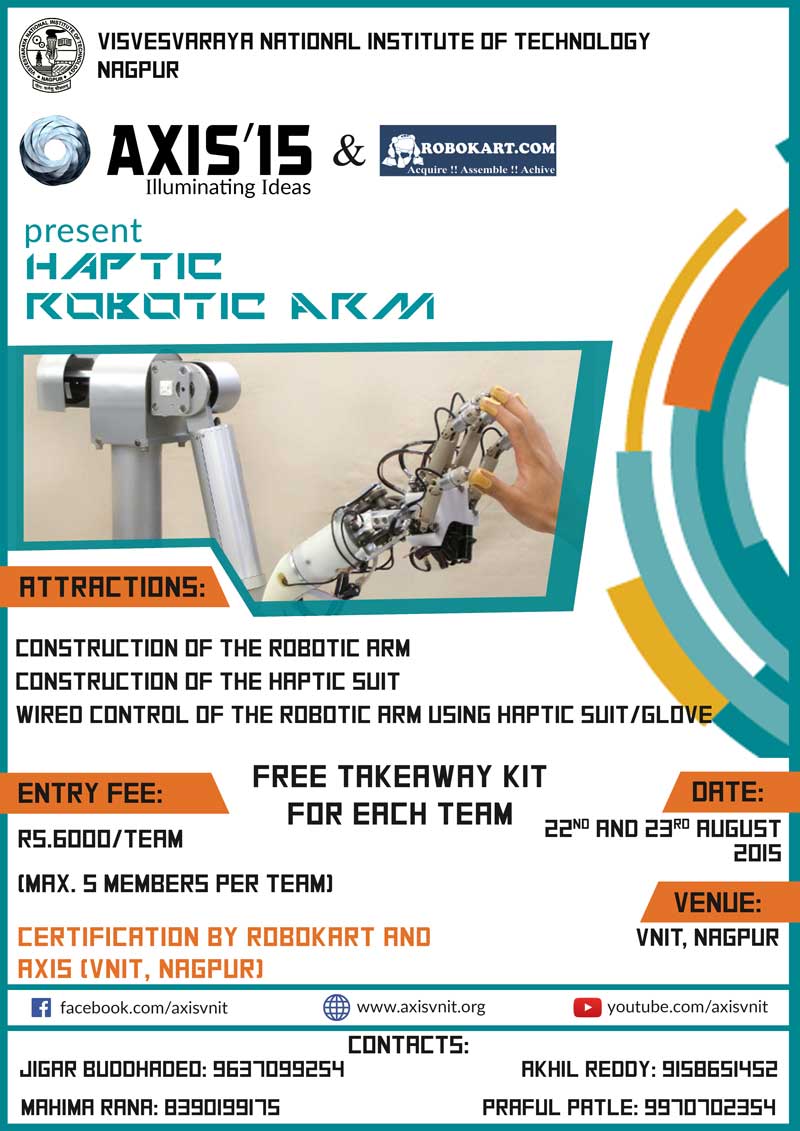 VISVESVARAYA NATIONAL INSTITUTE OF TECHNOLOGY
NAGPUR
AXIS'15 & ROBOKART.COM
Illuminating Ideas
Acquire !! Assemble !! Achive
present
HAPTIC
ROBOTIC ARM
ATTRACTIONS:
CONSTRUCTION OF THE ROBOTIC ARM
CONSTRUCTION OF THE HAPTIC SUIT
WIRED CONTROL OF THE ROBOTIC ARM USING HAPTIC SUIT/GLOVE
FREE TAKEAWAY KIT
FOR EACH TEAM
ENTRY FEE:
RS.6000/TEAM
(MAX. 5 MEMBERS PER TEAM)
DATE:
22ND AND 23RD AUGUST
2015
VENUE:
VNIT, NAGPUR
CERTIFICATION BY ROBOKART AND
AXIS (VNIT, NAGPUR)
facebook.com/axisvnit
www.axisvnit.org
youtube.com/axisvnit
CONTACTS:
JIGAR BUDDHADEO: 9637099254
AKHIL REDDY: 9158651452
MAHIMA RANA: 8390199175
PRAFUL PATLE: 9970702354